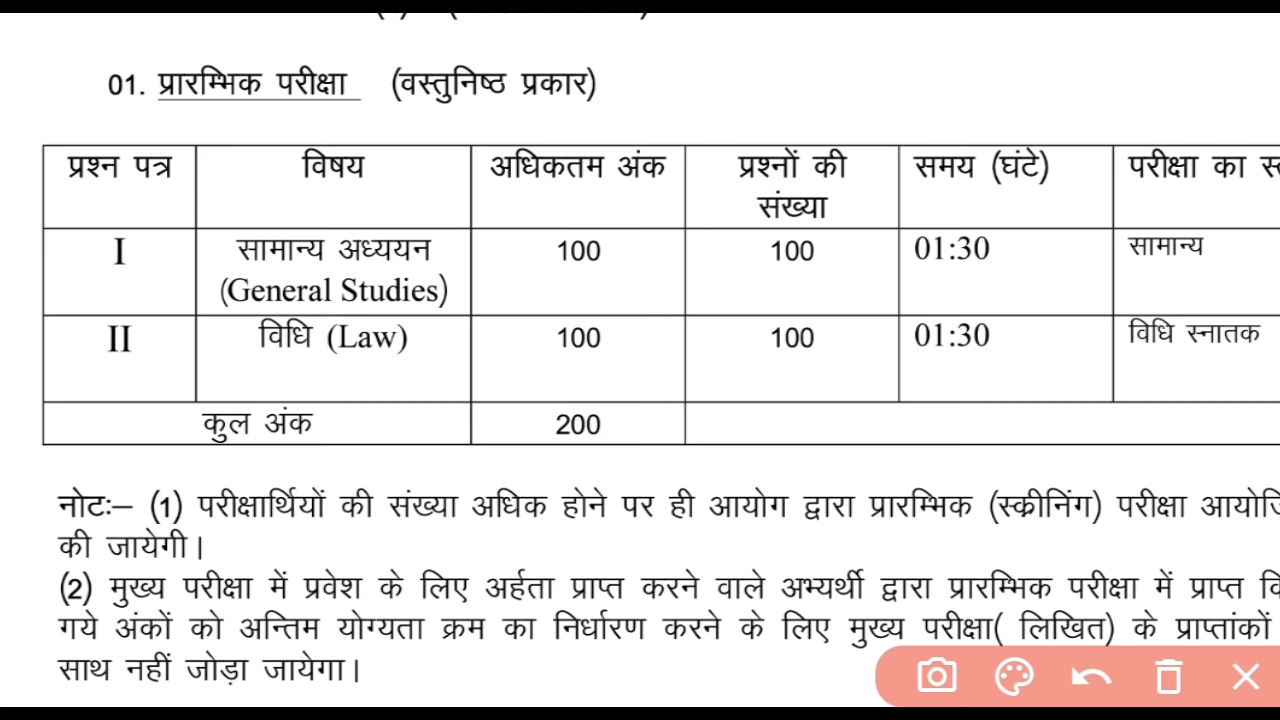 01. प्रारम्भिक परीक्षा (वस्तुनिष्ठ प्रकार)
प्रश्न पत्र विषय अधिकतम अंक प्रश्नों की संख्या समय (घंटे) परीक्षा का
I सामान्य अध्ययन (General Studies) 100 100 01:30 सामान्य
II विधि (Law) 100 100 01:30 विधि स्नातक
कुल अंक 200
नोटः– (1) परीक्षार्थियों की संख्या अधिक होने पर ही आयोग द्वारा प्रारम्भिक (स्क्रीनिंग) परीक्षा
की जायेगी।
(2) मुख्य परीक्षा में प्रवेश के लिए अर्हता प्राप्त करने वाले अभ्यर्थी द्वारा प्रारम्भिक परीक्षा में प्राप्त
गये अंकों को अन्तिम योग्यता क्रम का निर्धारण करने के लिए मुख्य परीक्षा( लिखित) के प्राप्तांकों
साथ नहीं जोड़ा जायेगा।